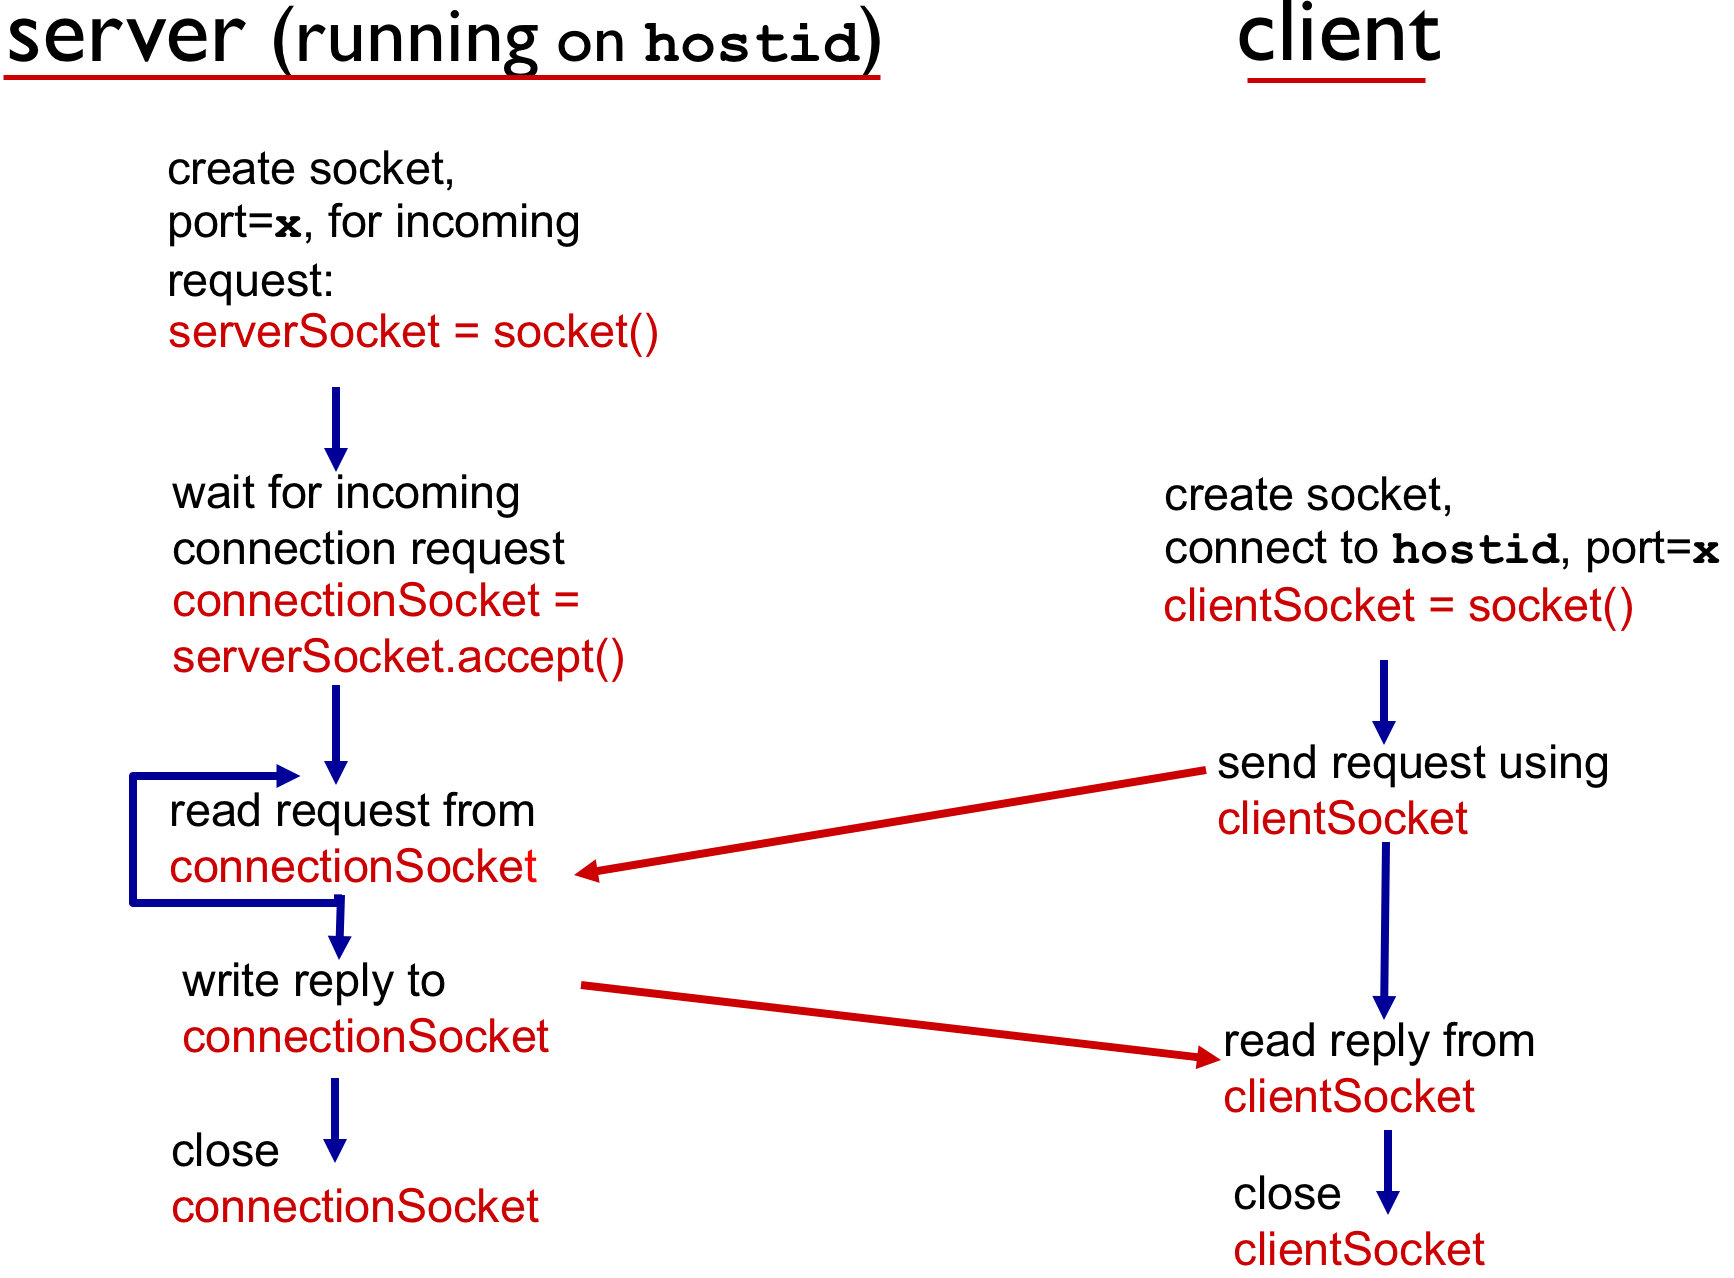 server (running on hostid)
client
create socket,
port=x, for incoming
request:
serverSocket = socket()
wait for incoming
connection request
connectionSocket =
serverSocket.accept()
read request from
connectionSocket
write reply to
connectionSocket
close
connectionSocket
create socket,
connect to hostid, port=x
clientSocket = socket()
send request using
clientSocket
read reply from
clientSocket
close
clientSocket